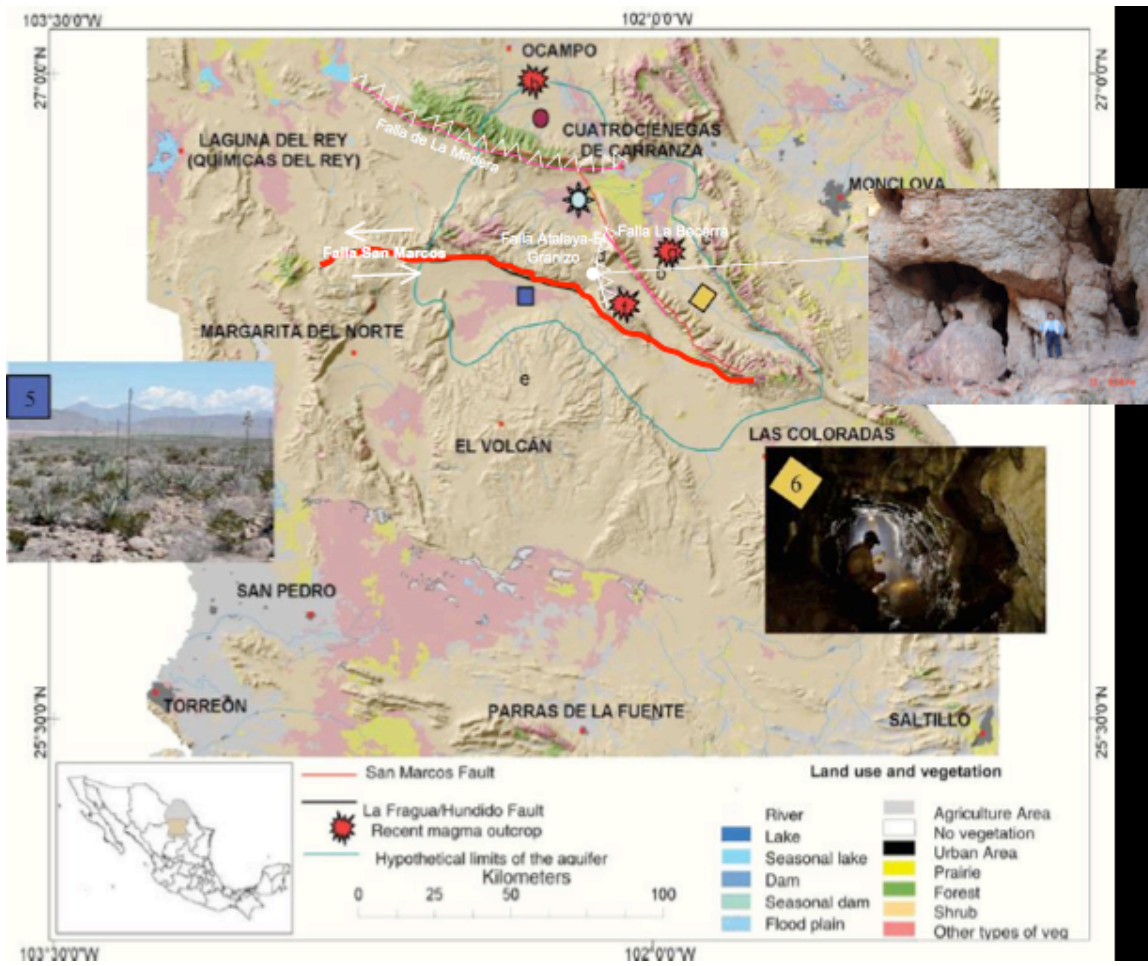 103°30'0"W
102°0'0"W
27°0'0"N
27°0'0"N
OCAMPO
Falla de La Madera
CUATROCIENEGAS
DE CARRANZA
LAGUNA DEL REY
(QUÍMICAS DEL REY)
MONCLOVA
Falla La Becerra
Falla Atalaya-El
Granizo
Falla San Marcos
MARGARITA DEL NORTE
e
5
EL VOLCÁN
LAS COLORADAS
6
SAN PEDRO
TORREÓN
PARRAS DE LA FUENTE
SALTILLO
25°30'0"N
25°30'0"N
San Marcos Fault
La Fragua/Hundido Fault
Recent magma outcrop
Hypothetical limits of the aquifer
Kilometers
0 25 50 100
Land use and vegetation
River
Lake
Seasonal lake
Dam
Seasonal dam
Flood plain
Agriculture Area
No vegetation
Urban Area
Prairie
Forest
Shrub
Other types of veg
103°30'0"W
102°0'0"W